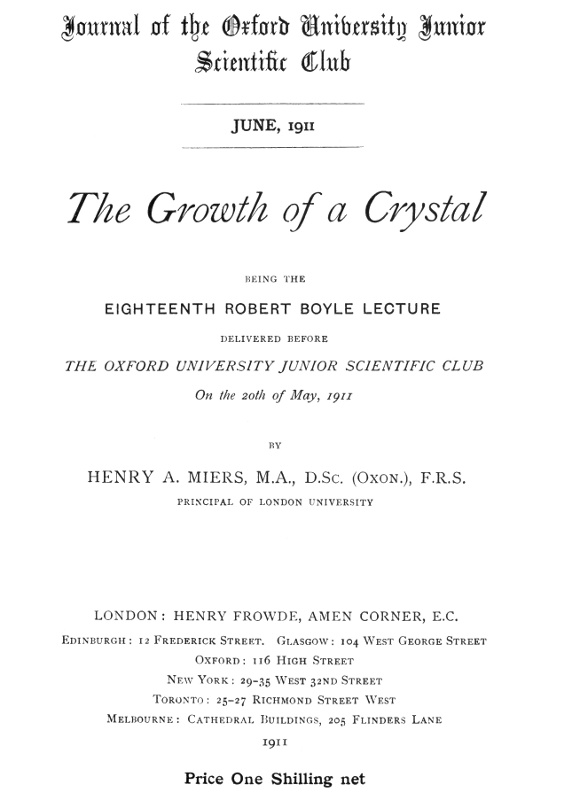 Journal of the Oxford University Junior
Scientific Club
JUNE, 1911
The Growth of a Crystal
BEING THE
EIGHTEENTH ROBERT BOYLE LECTURE
DELIVERED BEFORE
THE OXFORD UNIVERSITY JUNIOR SCIENTIFIC CLUB
On the 20th of May, 1911
BY
HENRY A. MIERS, M.A., D.Sc. (Oxon.), F.R.S.
PRINCIPAL OF LONDON UNIVERSITY
LONDON: HENRY FROWDE, AMEN CORNER, E.C.
Edinburgh: 12 Frederick Street. Glasgow: 104 West George Street
Oxford: 116 High Street
New York: 29-35 West 32nd Street
Toronto: 25-27 Richmond Street West
Melbourne: Cathedral Buildings, 205 Flinders Lane
1911
Price One Shilling net